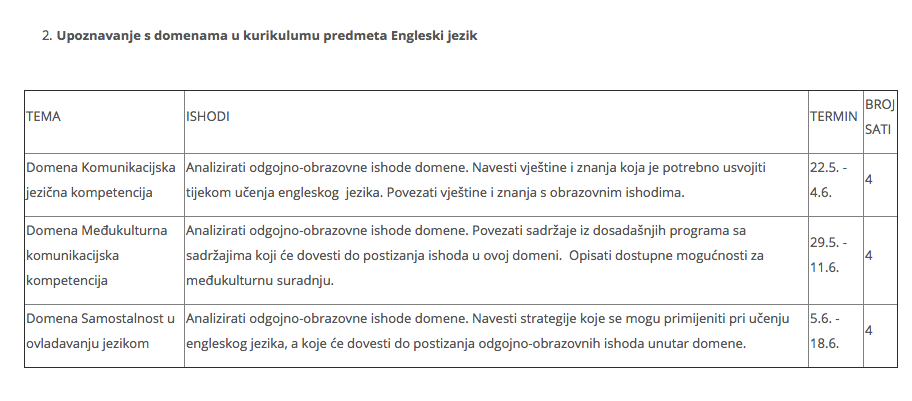 2. Upoznavanje s domenama u kurikulumu predmeta Engleski jezik
TEMA
ISHODI
TERMIN
BROJ
SATI
Domena Komunikacijska
jezična kompetencija
Analizirati odgojno-obrazovne ishode domene. Navesti vještine i znanja koja je potrebno usvojiti
tijekom učenja engleskog jezika. Povezati vještine i znanja s obrazovnim ishodima.
22.5. -
4.6.
4
Domena Međukulturna
komunikacijska
kompetencija
Analizirati odgojno-obrazovne ishode domene. Povezati sadržaje iz dosadašnjih programa sa
sadržajima koji će dovesti do postizanja ishoda u ovoj domeni. Opisati dostupne mogućnosti za
međukulturnu suradnju.
29.5. -
11.6.
4
Domena Samostalnost u
ovladavanju jezikom
Analizirati odgojno-obrazovne ishode domene. Navesti strategije koje se mogu primijeniti pri učenju
engleskog jezika, a koje će dovesti do postizanja odgojno-obrazovnih ishoda unutar domene.
5.6. -
18.6.
4